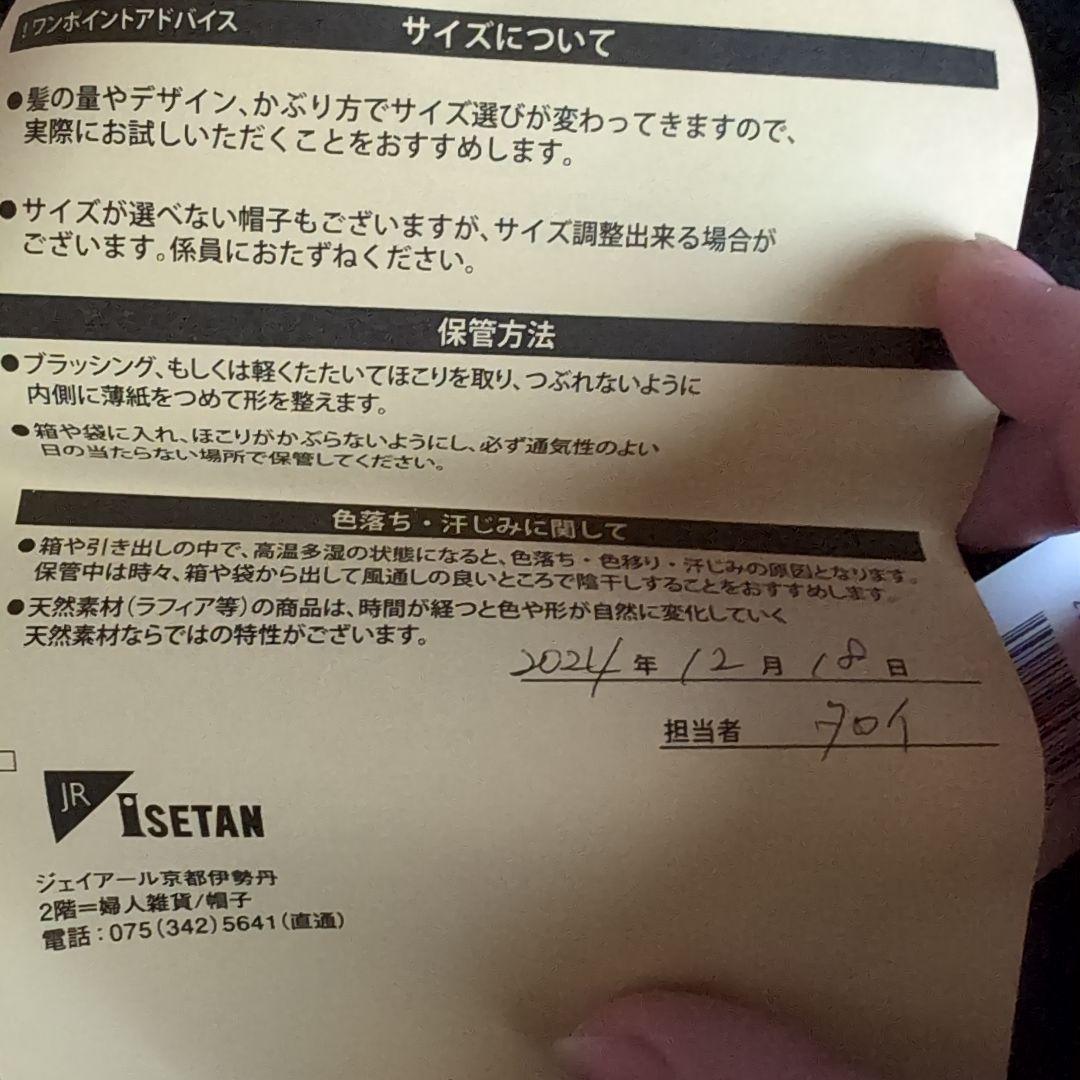 ！ワンポイントアドバイス サイズについて
●髪の量やデザイン、かぶり方でサイズ選びが変わってきますので、
実際にお試しいただくことをおすすめします。
●サイズが選べない帽子もございますが、サイズ調整出来る場合が
ございます。係員におたずねください。
保管方法
●ブラッシング、もしくは軽くたたいてほこりを取り、つぶれないように
内側に薄紙をつめて形を整えます。
●箱や袋に入れ、ほこりがかぶらないようにし、必ず通気性のよい
日の当たらない場所で保管してください。
色落ち・汗じみに関して
●箱や引き出しの中で、高温多湿の状態になると、色落ち・色移り・汗じみの原因となります。
保管中は時々、箱や袋から出して風通しの良いところで陰干しすることをおすすめします。
●天然素材（ラフィア等）の商品は、時間が経つと色や形が自然に変化していく
天然素材ならではの特性がございます。
2024年12月18日
担当者
JR ISETAN
ジェイアール京都伊勢丹
2階＝婦人雑貨/帽子
電話：075(342)5641（直通）